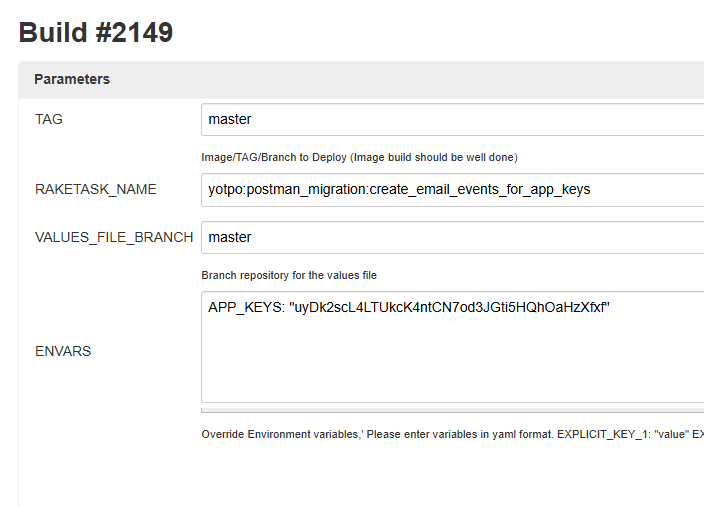 Build #2149
Parameters
TAG
master
Image/TAG/Branch to Deploy (Image build should be well done)
RAKETASK_NAME
yotpo:postman_migration:create_email_events_for_app_keys
VALUES_FILE_BRANCH
master
Branch repository for the values file
APP_KEYS: "uyDk2scL4LTUkcK4ntCN7od3JGti5HQhOaHzXfxf"
ENVARS
Override Environment variables,' Please enter variables in yaml format. EXPLICIT_KEY_1: "value" EX